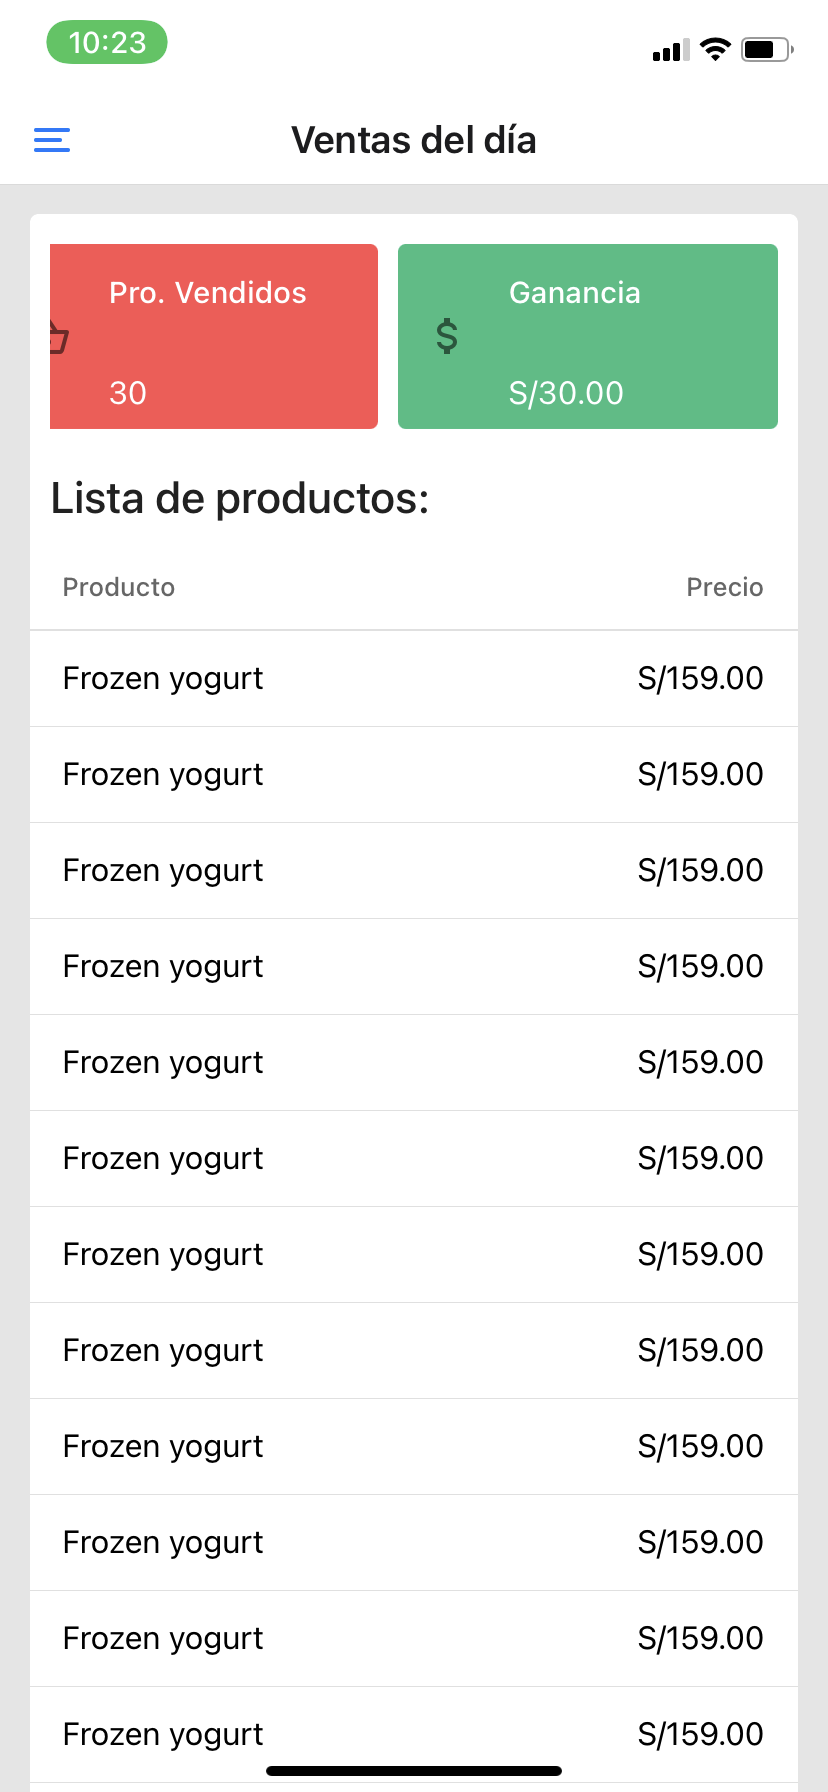 10:23
Ventas del día
Pro. Vendidos
30
Ganancia
$
S/30.00
Lista de productos:
Producto Precio
Frozen yogurt S/159.00
Frozen yogurt S/159.00
Frozen yogurt S/159.00
Frozen yogurt S/159.00
Frozen yogurt S/159.00
Frozen yogurt S/159.00
Frozen yogurt S/159.00
Frozen yogurt S/159.00
Frozen yogurt S/159.00
Frozen yogurt S/159.00
Frozen yogurt S/159.00
Frozen yogurt S/159.00